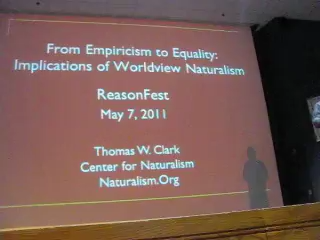 From Empiricism to Equality:
Implications of Worldview Naturalism
ReasonFest
May 7, 2011
Thomas W. Clark
Center for Naturalism
Naturalism.Org